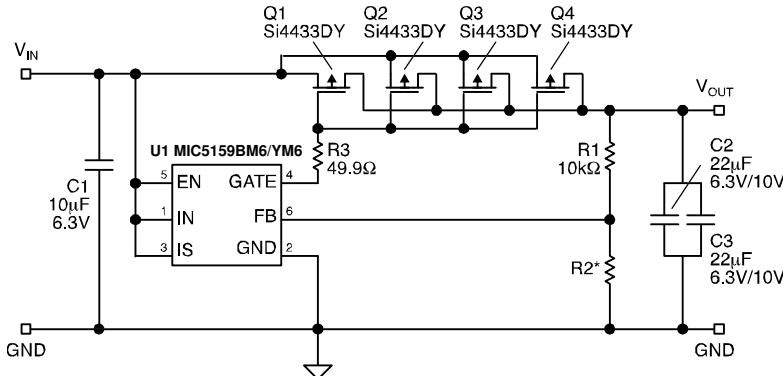 Q1
Si4433DY
Q2
Si4433DY
Q3
Si4433DY
Q4
Si4433DY
VIN
VOUT
U1 MIC5159BM6/YM6
R3
49.9Ω
R1
10kΩ
C2
22μF
6.3V/10V
C1
10μF
6.3V
5
EN
GATE
4
1
IN
FB
6
3
IS
GND
2
R2*
C3
22μF
6.3V/10V
GND
GND